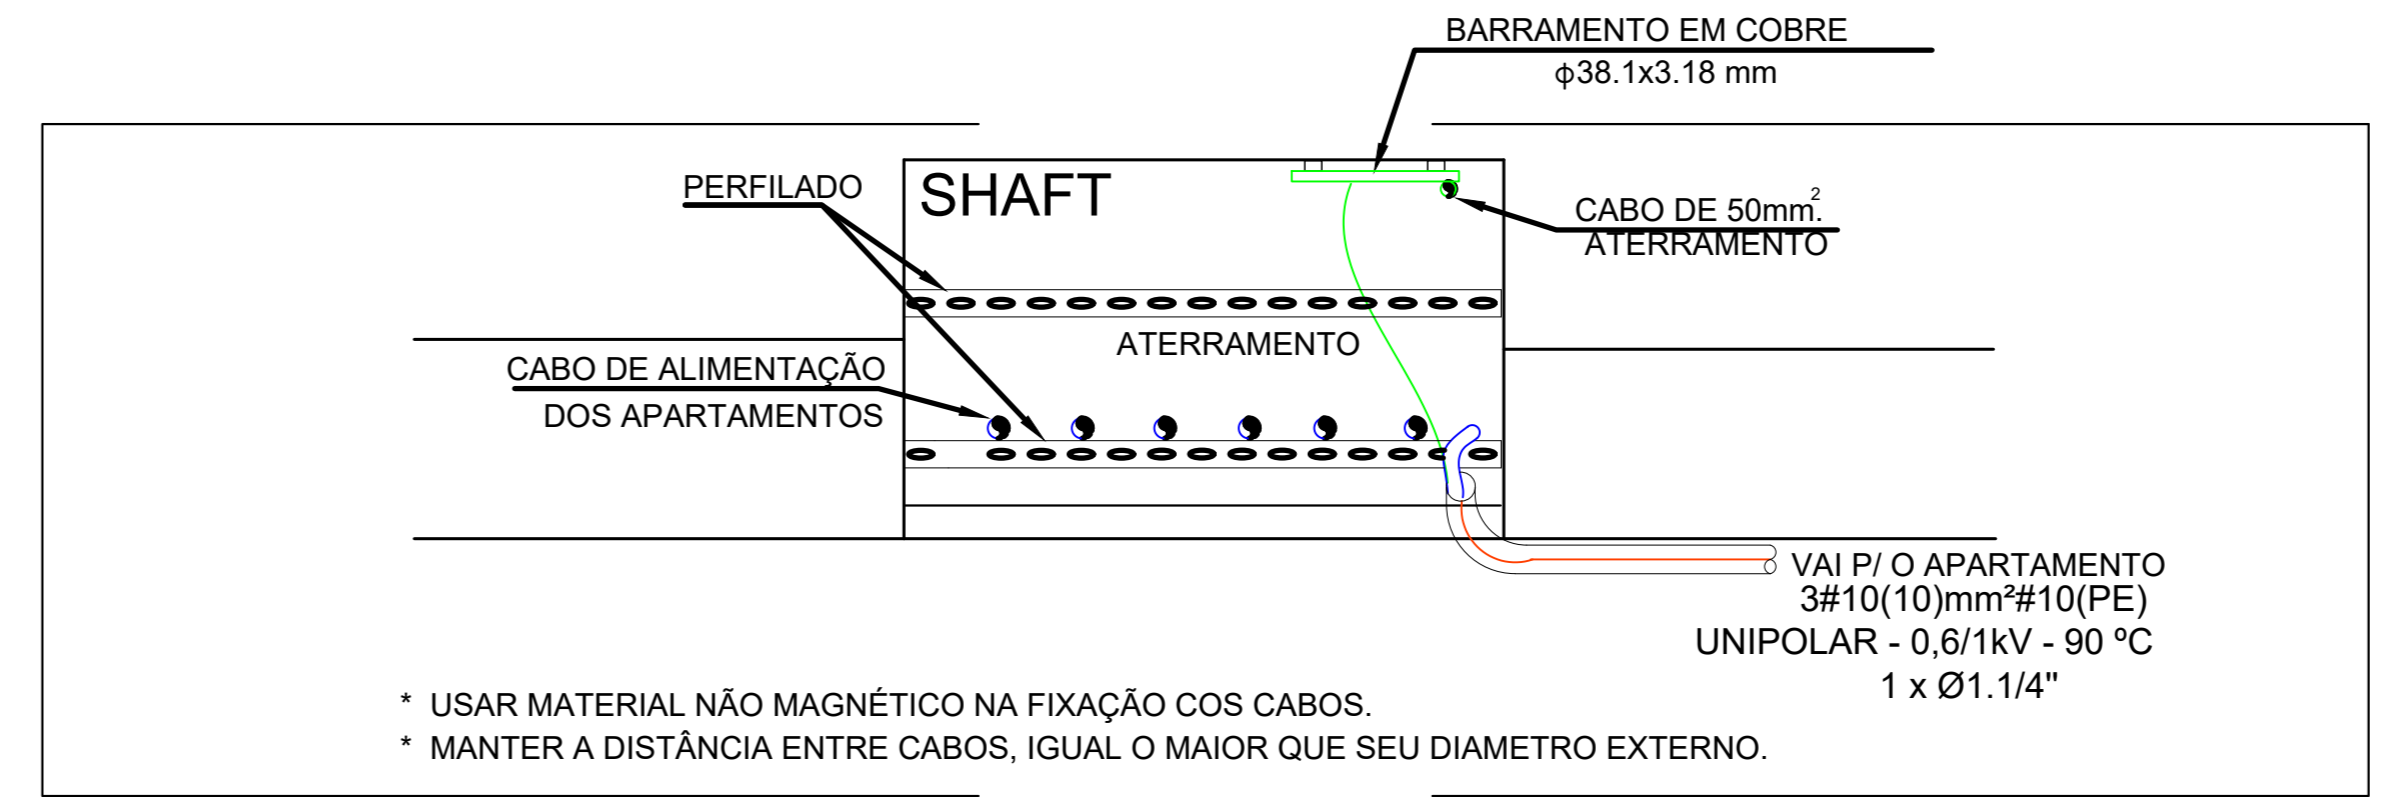 BARRAMENTO EM COBRE
ϕ38.1x3.18 mm
PERFILADO
SHAFT
CABO DE 50mm².
ATERRAMENTO
ATERRAMENTO
CABO DE ALIMENTAÇÃO
DOS APARTAMENTOS
VAI P/ O APARTAMENTO
3#10(10)mm²#10(PE)
UNIPOLAR - 0,6/1kV - 90 ºC
1 x Ø1.1/4"
* USAR MATERIAL NÃO MAGNÉTICO NA FIXAÇÃO COS CABOS.
* MANTER A DISTÂNCIA ENTRE CABOS, IGUAL O MAIOR QUE SEU DIAMETRO EXTERNO.